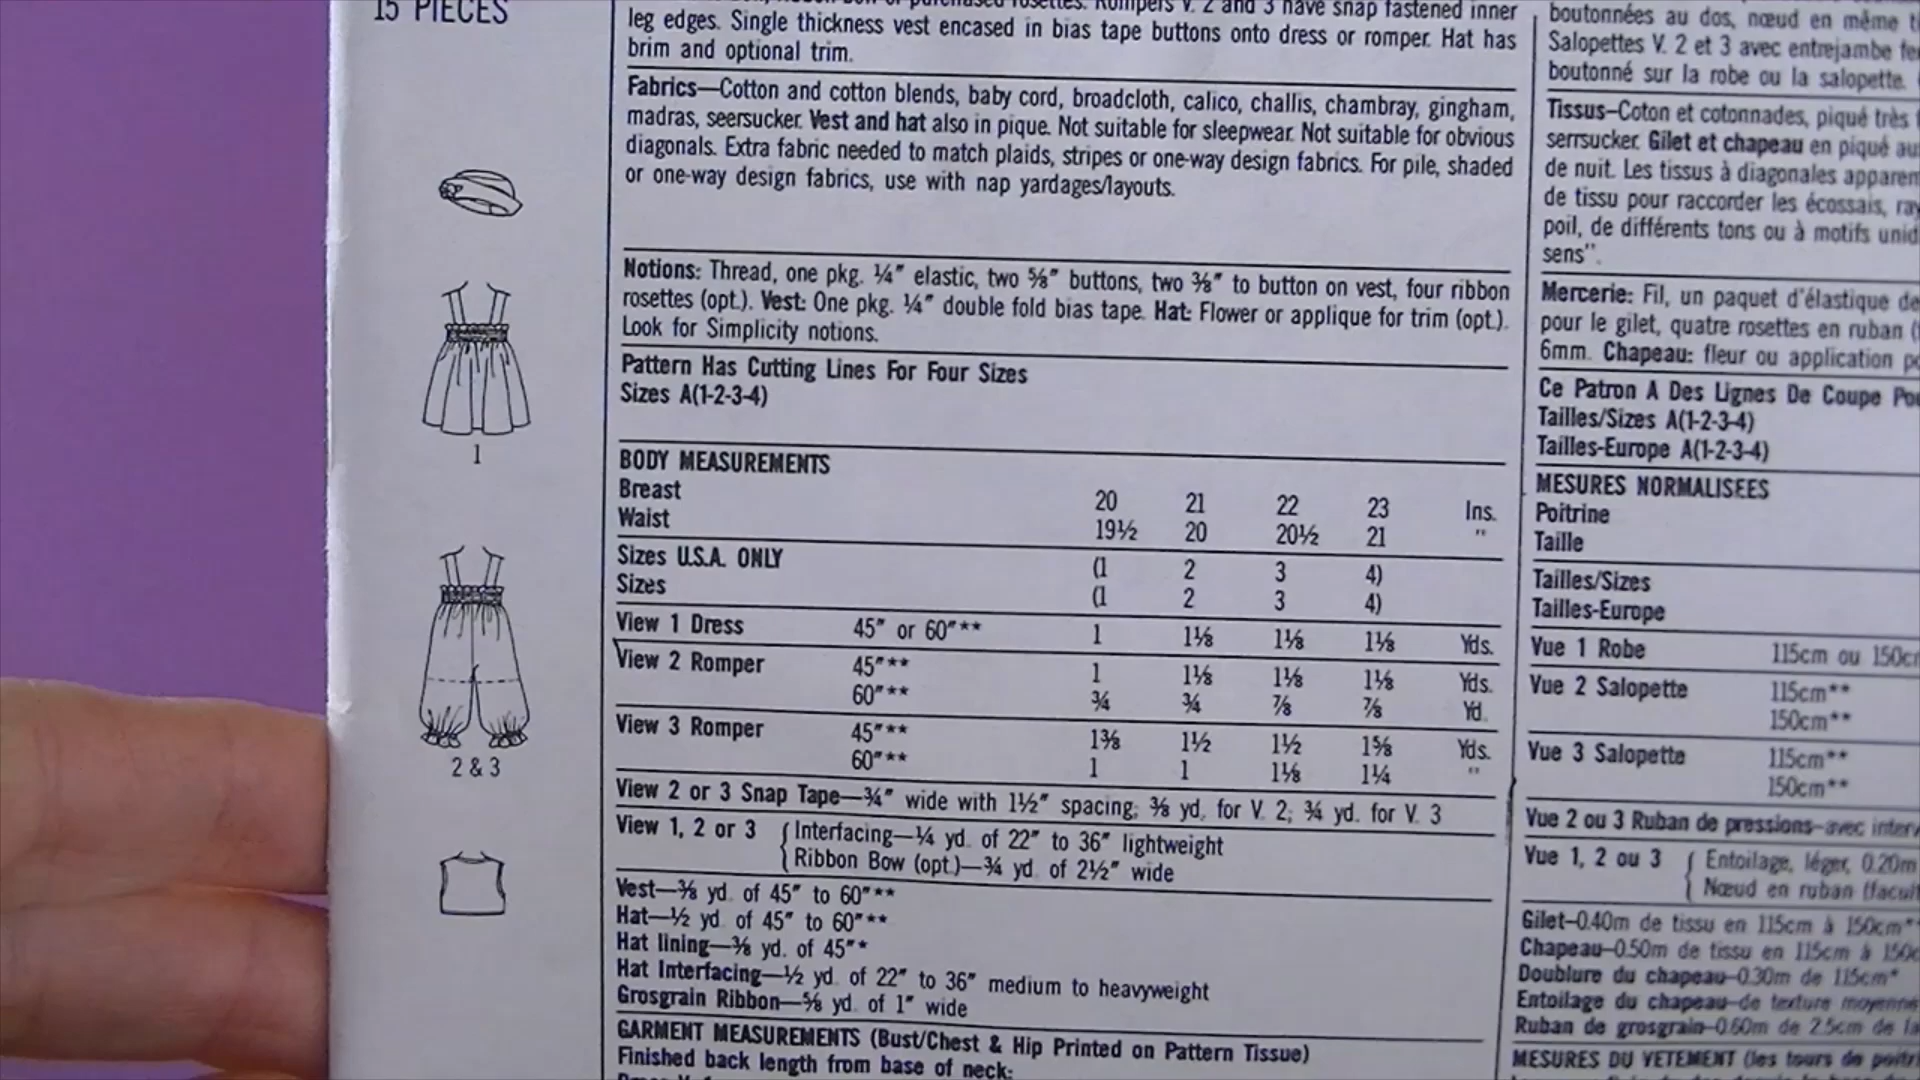 15 PIECES
leg edges. Single thickness vest encased in bias tape buttons onto dress or romper. Hat has
brim and optional trim.
Fabrics—Cotton and cotton blends, baby cord, broadcloth, calico, challis, chambray, gingham,
madras, seersucker. Vest and hat also in pique. Not suitable for sleepwear. Not suitable for obvious
diagonals. Extra fabric needed to match plaids, stripes or one-way design fabrics. For pile, shaded
or one-way design fabrics, use with nap yardages/layouts.
Notions: Thread, one pkg. ¼" elastic, two ⅝" buttons, two ⅜" to button on vest, four ribbon
rosettes (opt.). Vest: One pkg. ¼" double fold bias tape. Hat: Flower or applique for trim (opt.).
Look for Simplicity notions.
Pattern Has Cutting Lines For Four Sizes
Sizes A(1-2-3-4)
BODY MEASUREMENTS
Breast 20 21 22 23 Ins.
Waist 19½ 20 20½ 21 "
Sizes U.S.A. ONLY (1 2 3 4)
Sizes (1 2 3 4)
View 1 Dress 45" or 60"** 1 1⅛ 1⅛ 1⅛ Yds.
View 2 Romper 45"** 1 1⅛ 1⅛ 1⅛ Yds.
60"** ¾ ¾ ⅞ ⅞ Yd.
View 3 Romper 45"** 1⅜ 1½ 1½ 1⅝ Yds.
60"** 1 1 1⅛ 1¼ "
View 2 or 3 Snap Tape—¾" wide with 1½" spacing; ⅜ yd. for V. 2; ¾ yd. for V. 3
View 1, 2 or 3 { Interfacing—¼ yd. of 22" to 36" lightweight
Ribbon Bow (opt.)—¾ yd. of 2½" wide
Vest—⅜ yd. of 45" to 60"**
Hat—½ yd. of 45" to 60"**
Hat lining—⅜ yd. of 45"*
Hat Interfacing—½ yd. of 22" to 36" medium to heavyweight
Grosgrain Ribbon—⅝ yd. of 1" wide
GARMENT MEASUREMENTS (Bust/Chest & Hip Printed on Pattern Tissue)
Finished back length from base of neck:
1
2 & 3
boutonnées au dos, nœud en même
Salopettes V. 2 et 3 avec entrejambe
boutonné sur la robe ou la salopette.
Tissus—Coton et cotonnades, piqué très
serrsucker. Gilet et chapeau en piqué
de nuit. Les tissus à diagonales
de tissu pour raccorder les écossais,
poil, de différents tons ou à motifs
sens".
Mercerie: Fil, un paquet d'élastique de
pour le gilet, quatre rosettes en ruban
6mm. Chapeau: fleur ou application
Ce Patron A Des Lignes De Coupe
Tailles/Sizes A(1-2-3-4)
Tailles-Europe A(1-2-3-4)
MESURES NORMALISEES
Poitrine
Taille
Tailles/Sizes
Tailles-Europe
Vue 1 Robe 115cm ou
Vue 2 Salopette 115cm**
150cm**
Vue 3 Salopette 115cm**
150cm**
Vue 2 ou 3 Ruban de pressions-avec
Vue 1, 2 ou 3 { Entoilage, léger, 0.20m
Nœud en ruban
Gilet—0.40m de tissu en 115cm à 150cm**
Chapeau—0.50m de tissu en 115cm à
Doublure du chapeau—0.30m de 115cm*
Entoilage du chapeau—de texture
Ruban de grosgrain—0.60m de 2.5cm de
MESURES DU VETEMENT (les tours de